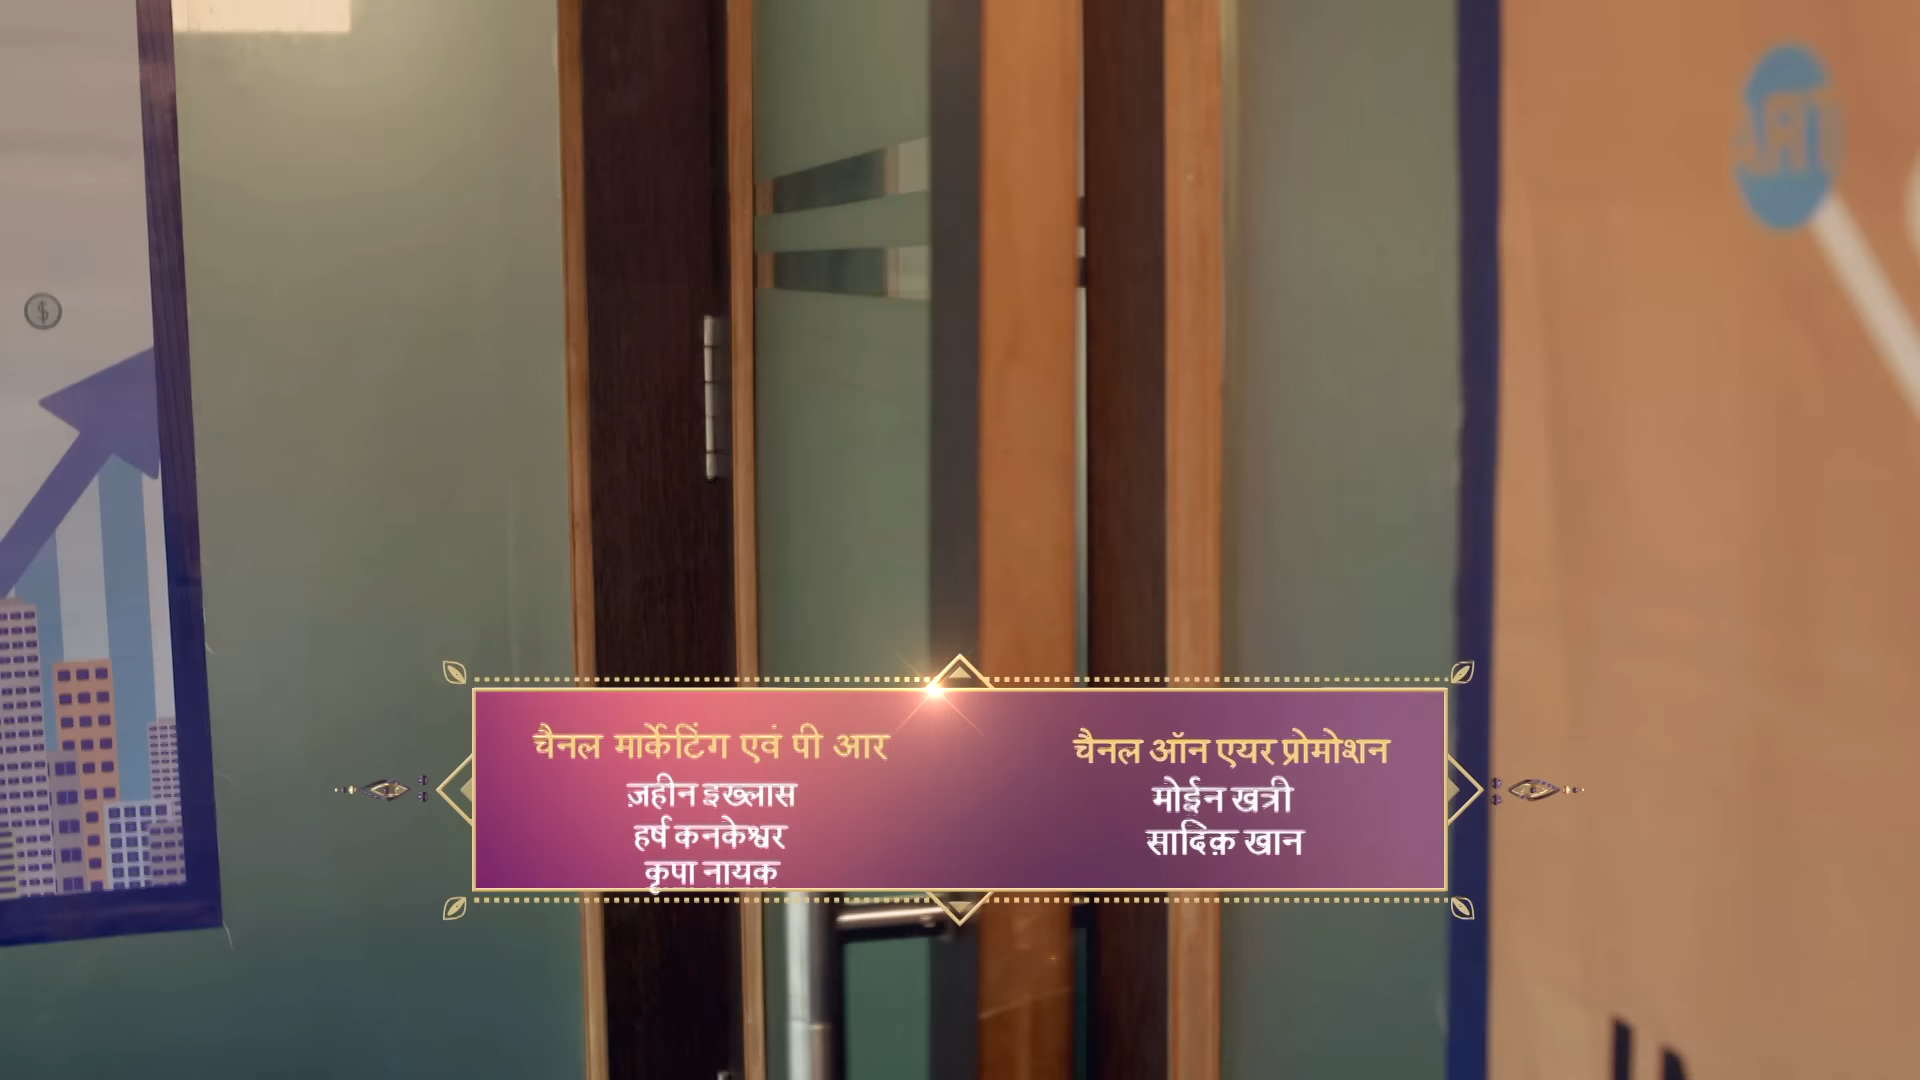 चैनल मार्केटिंग एवं पी आर
ज़हीन इख्लास
हर्ष कनकेश्वर
कृपा नायक
चैनल ऑन एयर प्रोमोशन
मोईन खत्री
सादिक़ खान
$